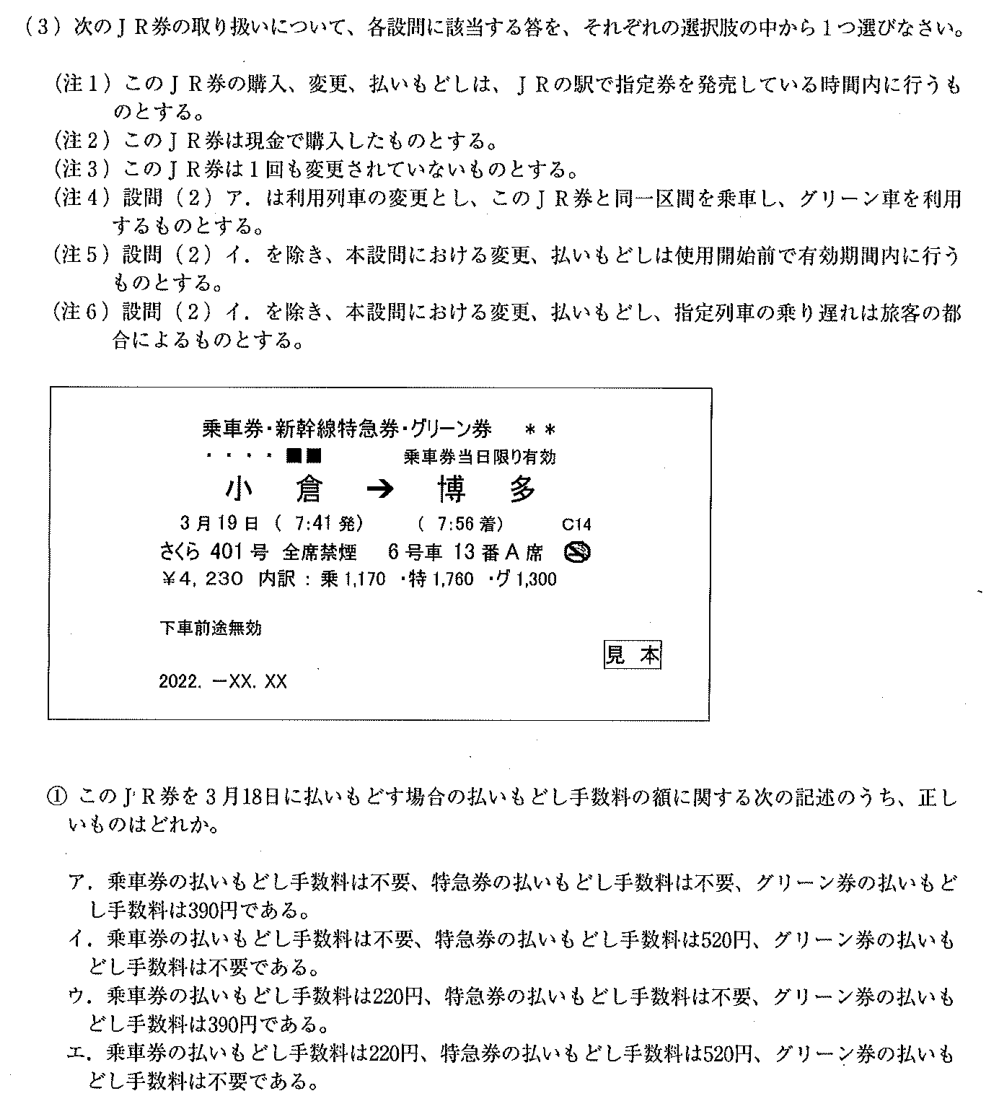 (3)次のJR券の取り扱いについて、各設問に該当する答を、それぞれの選択肢の中から1つ選びなさい。
(注1)このJR券の購入、変更、払いもどしは、JRの駅で指定券を発売している時間内に行うも
のとする。
(注2)このJR券は現金で購入したものとする。
(注3)このJR券は1回も変更されていないものとする。
(注4)設問(2)ア.は利用列車の変更とし、このJR券と同一区間を乗車し、グリーン車を利用
するものとする。
(注5)設問(2)イ.を除き、本設問における変更、払いもどしは使用開始前で有効期間内に行う
ものとする。
(注6)設問(2)イ.を除き、本設問における変更、払いもどし、指定列車の乗り遅れは旅客の都
合によるものとする。
乗車券・新幹線特急券・グリーン券 **
・・・・■■ 乗車券当日限り有効
小倉 → 博多
3月19日 ( 7:41発) ( 7:56着) C14
さくら 401号 全席禁煙 6号車 13番A席
¥4,230 内訳:乗1,170 ・特1,760 ・グ1,300
下車前途無効
見本
2022.-XX.XX
① このJR券を3月18日に払いもどす場合の払いもどし手数料の額に関する次の記述のうち、正し
いものはどれか。
ア.乗車券の払いもどし手数料は不要、特急券の払いもどし手数料は不要、グリーン券の払いもど
し手数料は390円である。
イ.乗車券の払いもどし手数料は不要、特急券の払いもどし手数料は520円、グリーン券の払いも
どし手数料は不要である。
ウ.乗車券の払いもどし手数料は220円、特急券の払いもどし手数料は不要、グリーン券の払いも
どし手数料は390円である。
エ.乗車券の払いもどし手数料は220円、特急券の払いもどし手数料は520円、グリーン券の払いも
どし手数料は不要である。